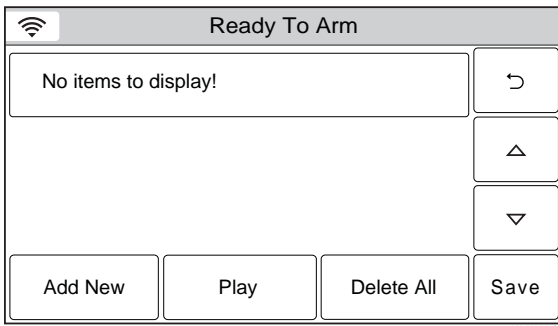 Ready To Arm
No items to display!
Add New
Play
Delete All
Save